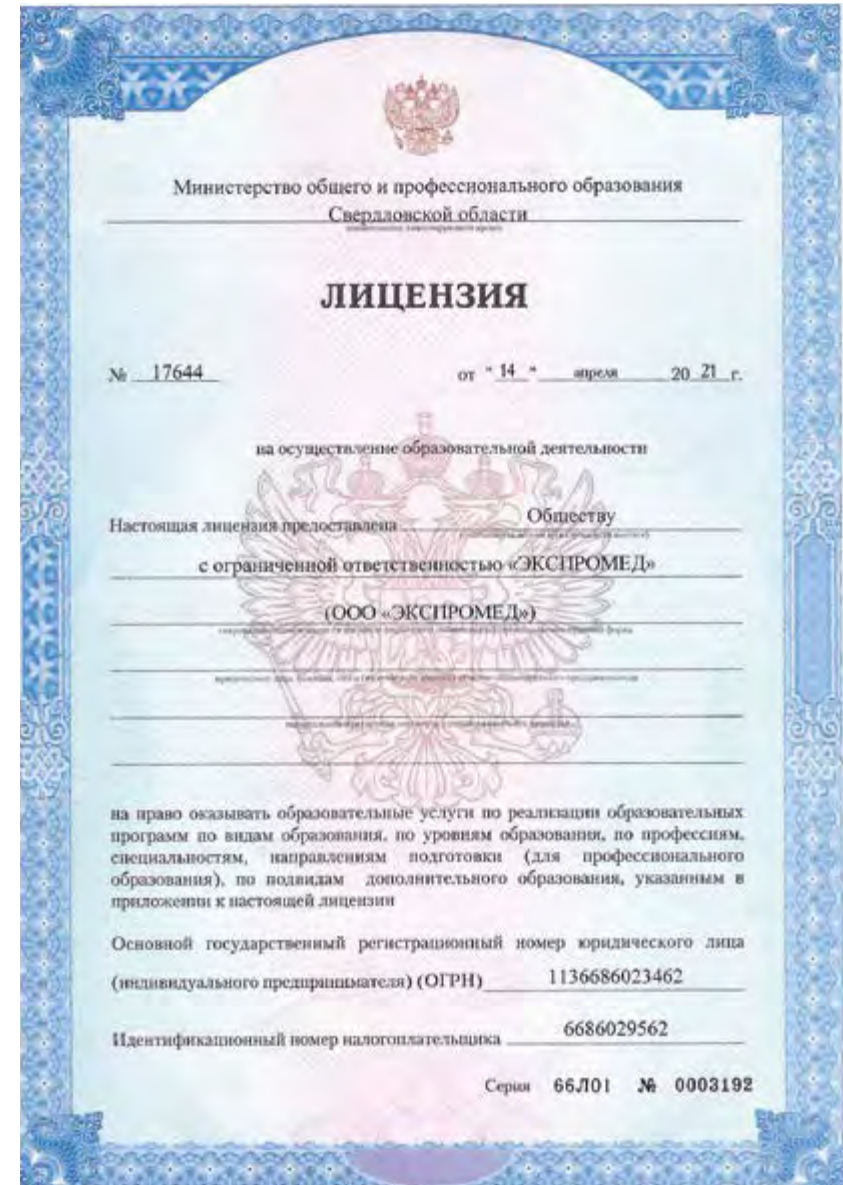 Министерство общего и профессионального образования
Свердловской области
ЛИЦЕНЗИЯ
№ 17644 от "14" апреля 2021 г.
на осуществление образовательной деятельности
Настоящая лицензия предоставлена Обществу
с ограниченной ответственностью «ЭКСПРОМЕД»
(ООО «ЭКСПРОМЕД»)
на право оказывать образовательные услуги по реализации образовательных
программ по видам образования, по уровням образования, по профессиям,
специальностям, направлениям подготовки (для профессионального
образования), по подвидам дополнительного образования, указанным в
приложении к настоящей лицензии
Основной государственный регистрационный номер юридического лица
(индивидуального предпринимателя) (ОГРН) 1136686023462
Идентификационный номер налогоплательщика 6686029562
Серия 66Л01 № 0003192